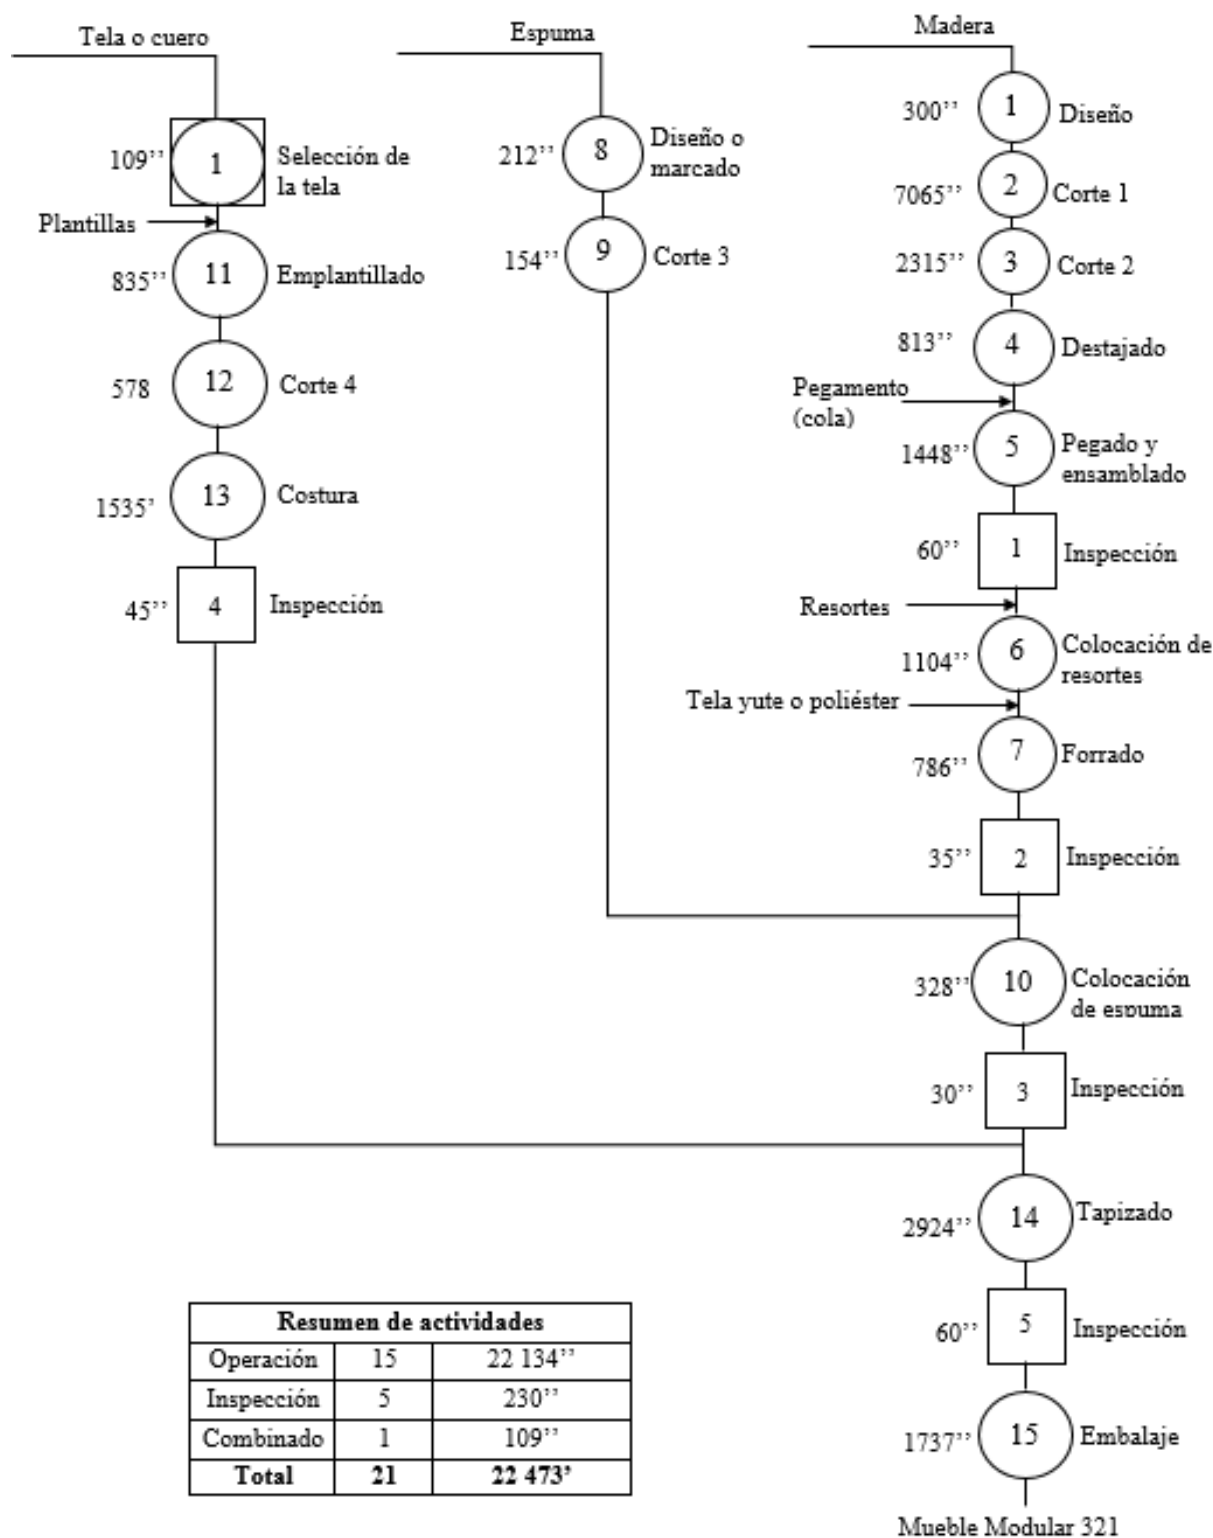 Tela o cuero
109’’
1
Selección de
la tela
Plantillas
835’’
11
Emplantillado
578
12
Corte 4
1535’
13
Costura
45’’
4
Inspección
Espuma
212’’
8
Diseño o
marcado
154’’
9
Corte 3
Madera
300’’
1
Diseño
7065’’
2
Corte 1
2315’’
3
Corte 2
813’’
4
Destajado
Pegamento
(cola)
1448’’
5
Pegado y
ensamblado
60’’
1
Inspección
Resortes
1104’’
6
Colocación de
resortes
Tela yute o poliéster
786’’
7
Forrado
35’’
2
Inspección
328’’
10
Colocación
de espuma
30’’
3
Inspección
2924’’
14
Tapizado
60’’
5
Inspección
1737’’
15
Embalaje
Mueble Modular 321
Resumen de actividades
Operación 15 22 134’’
Inspección 5 230’’
Combinado 1 109’’
Total 21 22 473’